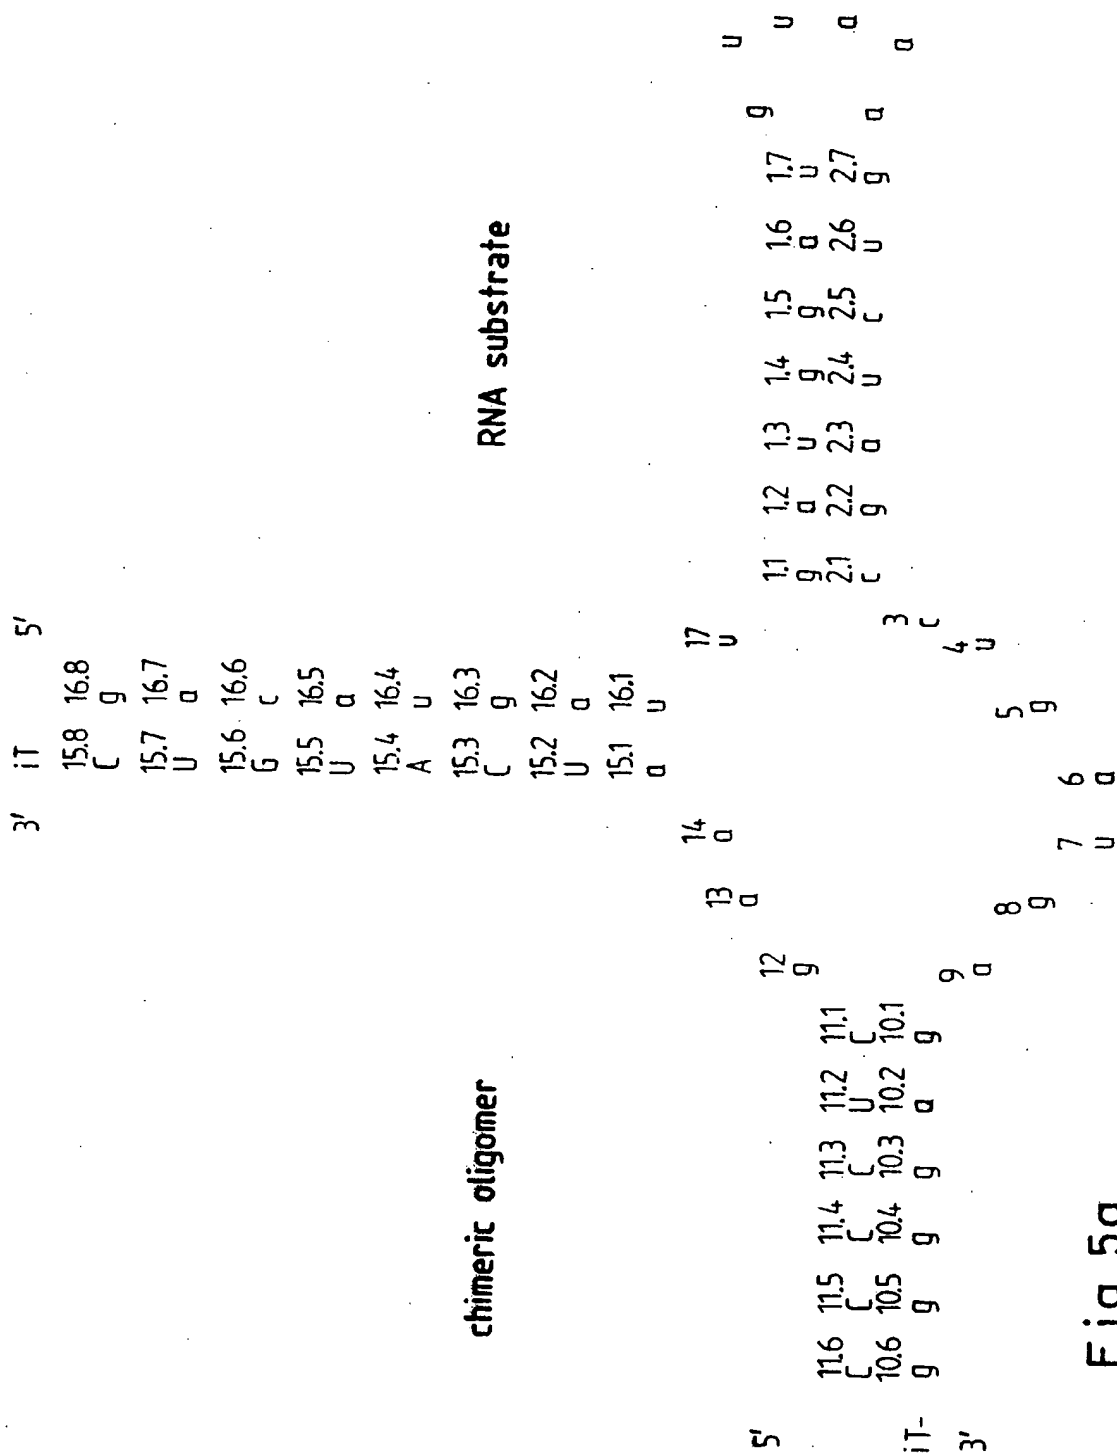 3' iT 5'
15.8 16.8
C g
15.7 16.7
U a
15.6 16.6
G c
15.5 16.5
U a
15.4 16.4
A u
15.3 16.3
C g
chimeric oligomer
RNA substrate
15.2 16.2
U a
15.1 16.1
a u
14 17
a u
13
a
12
g
u u a a
g a
1.1 1.2 1.3 1.4 1.5 1.6 1.7
g a u g g a u
2.1 2.2 2.3 2.4 2.5 2.6 2.7
c g a u c u g
5' 11.6 11.5 11.4 11.3 11.2 11.1
C C C C U C
10.6 10.5 10.4 10.3 10.2 10.1
iT- g g g g a g
3'
3
c
4
u
9
a
8 5
g g
7 6
u a
Fig. 5a